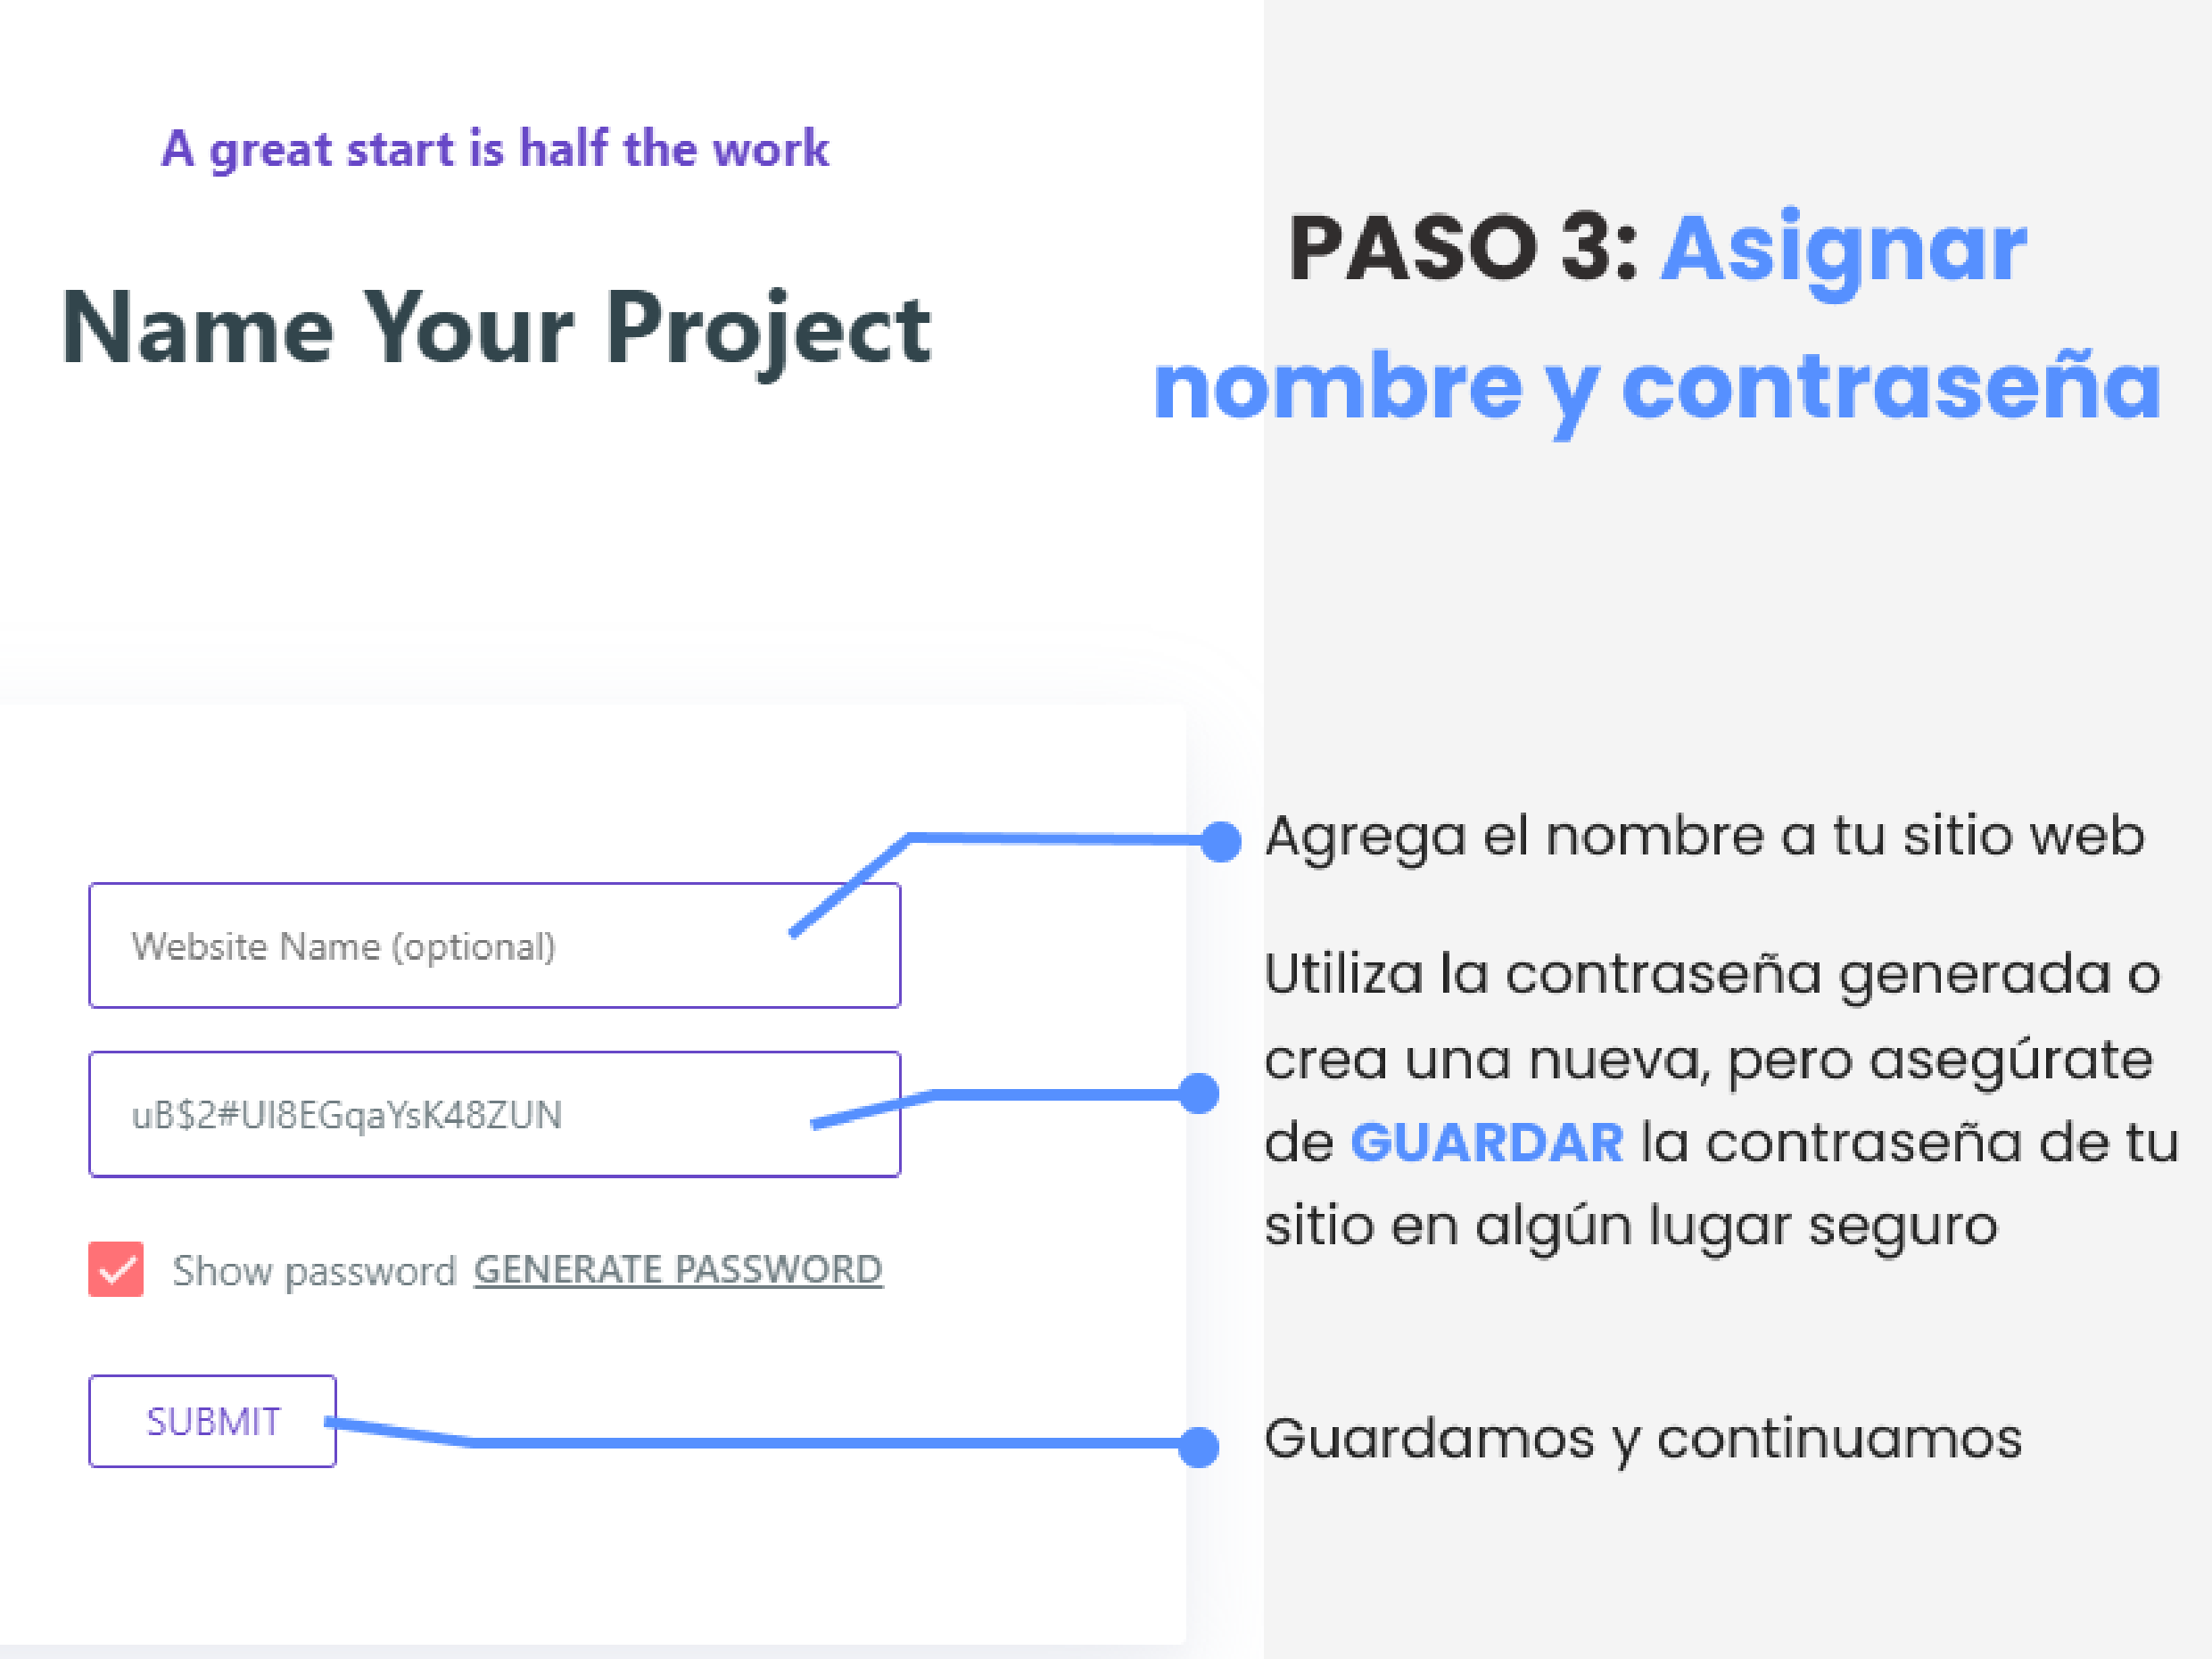 A great start is half the work
Name Your Project
PASO 3: Asignar
nombre y contraseña
Website Name (optional)
uB$2#UI8EGqaYsK48ZUN
Show password GENERATE PASSWORD
SUBMIT
Agrega el nombre a tu sitio web
Utiliza la contraseña generada o
crea una nueva, pero asegúrate
de GUARDAR la contraseña de tu
sitio en algún lugar seguro
Guardamos y continuamos